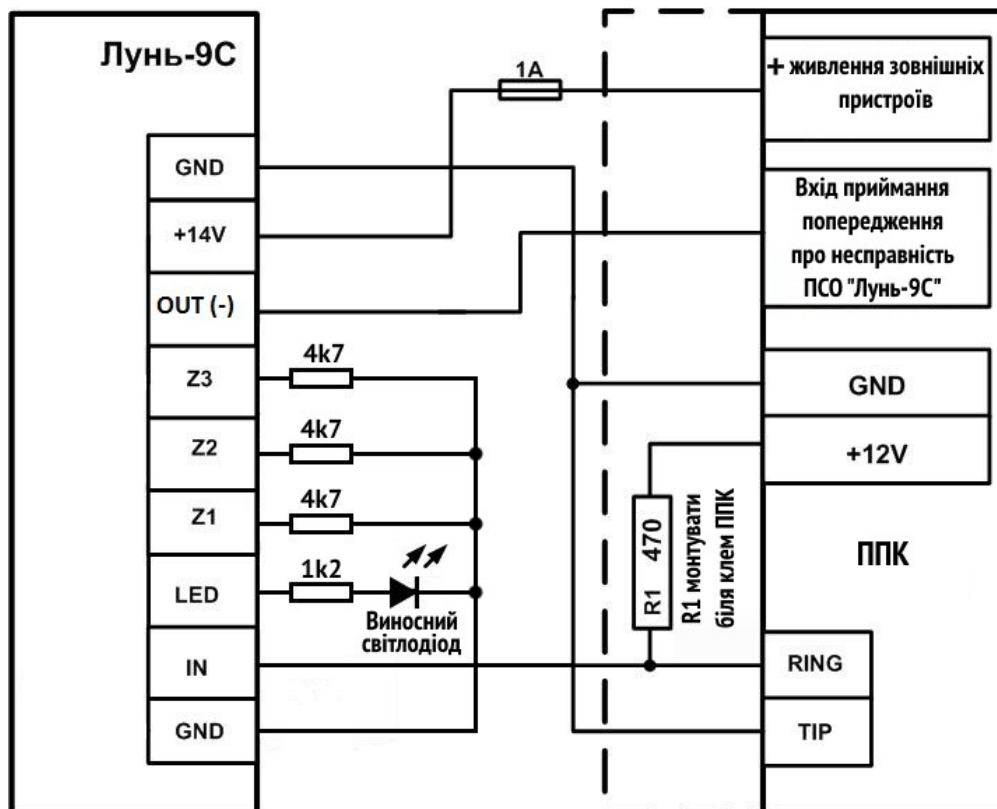 Лунь-9С
1А
+ живлення зовнішніх
пристроїв
GND
Вхід приймання
попередження
про несправність
ПСО "Лунь-9С"
+14V
OUT (-)
Z3
4k7
GND
Z2
4k7
+12V
Z1
4k7
R1 470
R1 монтувати
біля клем ППК
ППК
LED
1k2
Виносний
світлодіод
IN
RING
GND
TIP